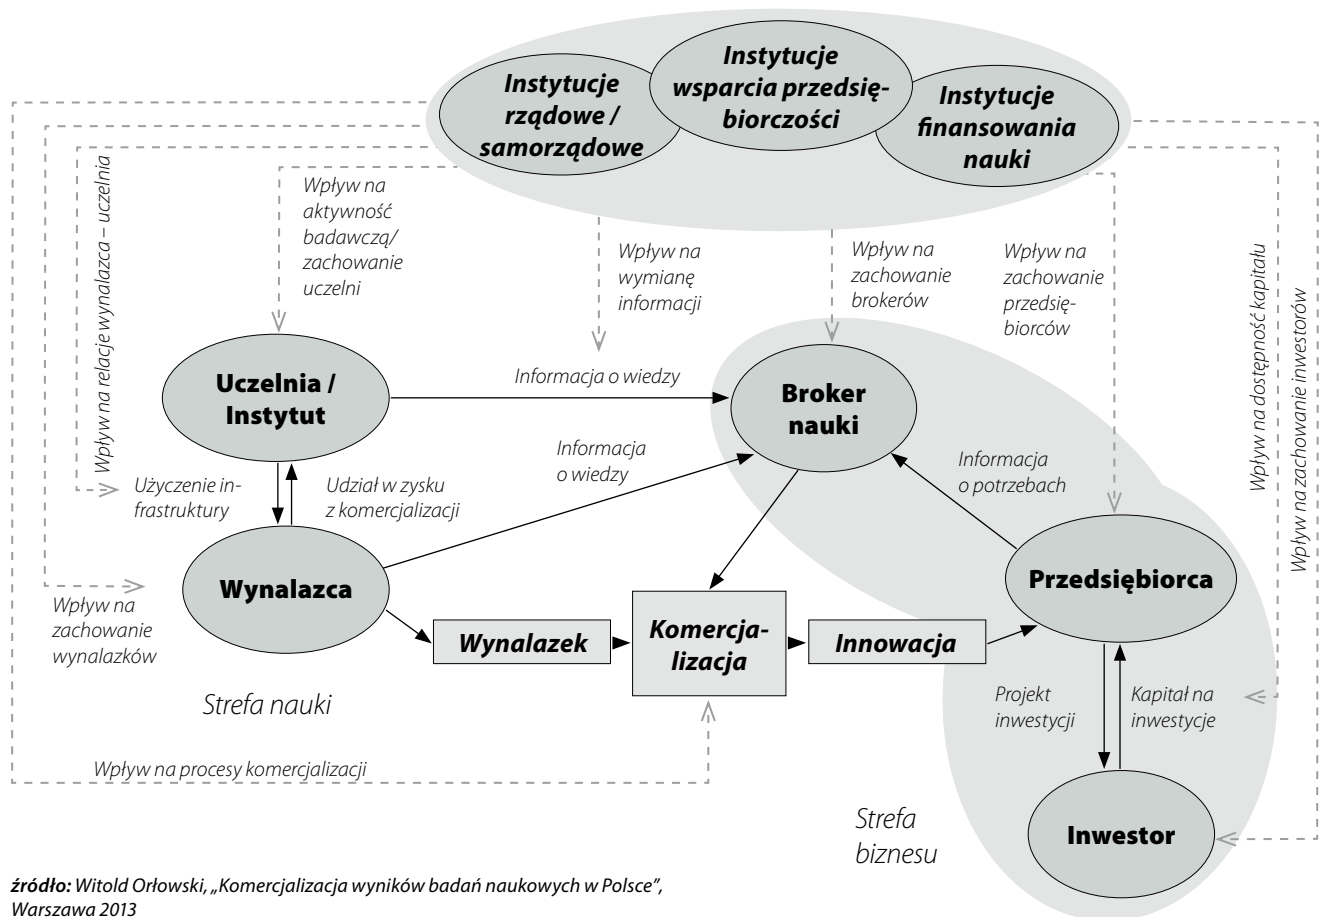 Instytucje
rządowe /
samorządowe
Instytucje
wsparcia przedsię-
biorczości
Instytucje
finansowania
nauki
Wpływ na relacje wynalazca – uczelnia
Wpływ na
aktywność
badawczą/
zachowanie
uczelni
Wpływ na
wymianę
informacji
Wpływ na
zachowanie
brokerów
Wpływ na
zachowanie
przedsię-
biorców
Wpływ na dostępność kapitału
Wpływ na zachowanie inwestorów
Uczelnia /
Instytut
Informacja o wiedzy
Broker
nauki
Informacja
o wiedzy
Informacja
o potrzebach
Użyczenie in-
frastruktury
Udział w zysku
z komercjalizacji
Wynalazca
Przedsiębiorca
Wpływ na
zachowanie
wynalazków
Wynalazek
Komercja-
lizacja
Innowacja
Strefa nauki
Projekt
inwestycji
Kapitał na
inwestycje
Wpływ na procesy komercjalizacji
Strefa
biznesu
Inwestor
źródło: Witold Orłowski, „Komercjalizacja wyników badań naukowych w Polsce”,
Warszawa 2013